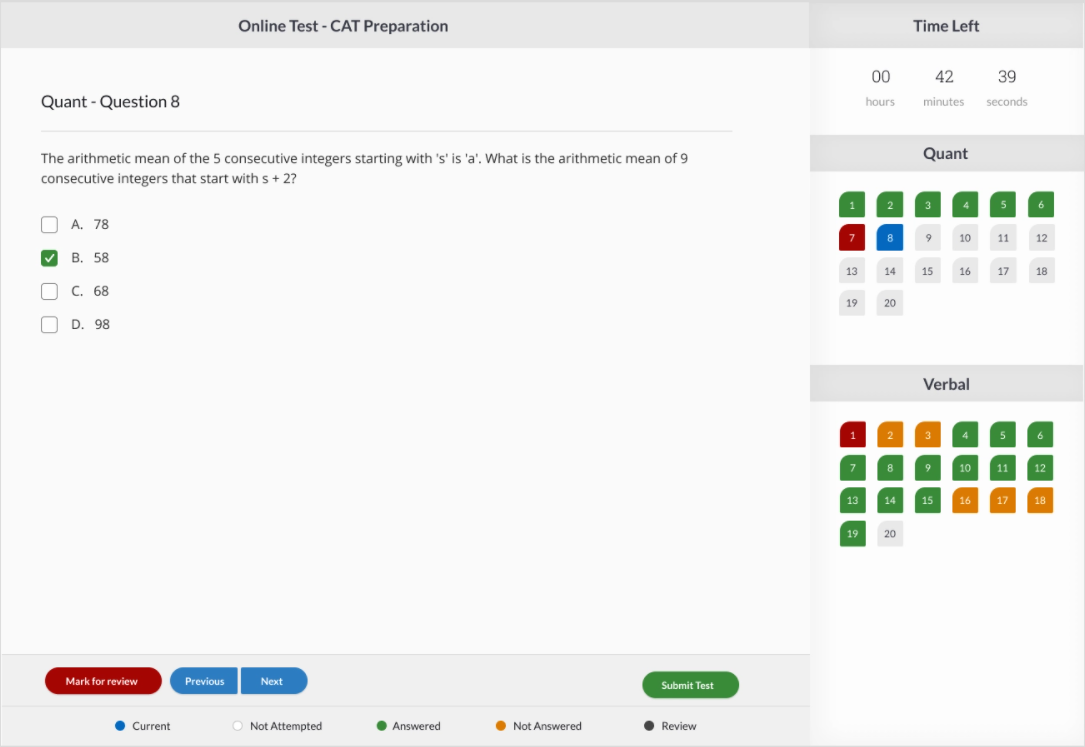 Online Test - CAT Preparation
Time Left
00 42 39
hours minutes seconds
Quant - Question 8
The arithmetic mean of the 5 consecutive integers starting with 's' is 'a'. What is the arithmetic mean of 9
consecutive integers that start with s + 2?
A. 78
B. 58
C. 68
D. 98
Quant
1 2 3 4 5 6
7 8 9 10 11 12
13 14 15 16 17 18
19 20
Verbal
1 2 3 4 5 6
7 8 9 10 11 12
13 14 15 16 17 18
19 20
Mark for review Previous Next Submit Test
Current Not Attempted Answered Not Answered Review